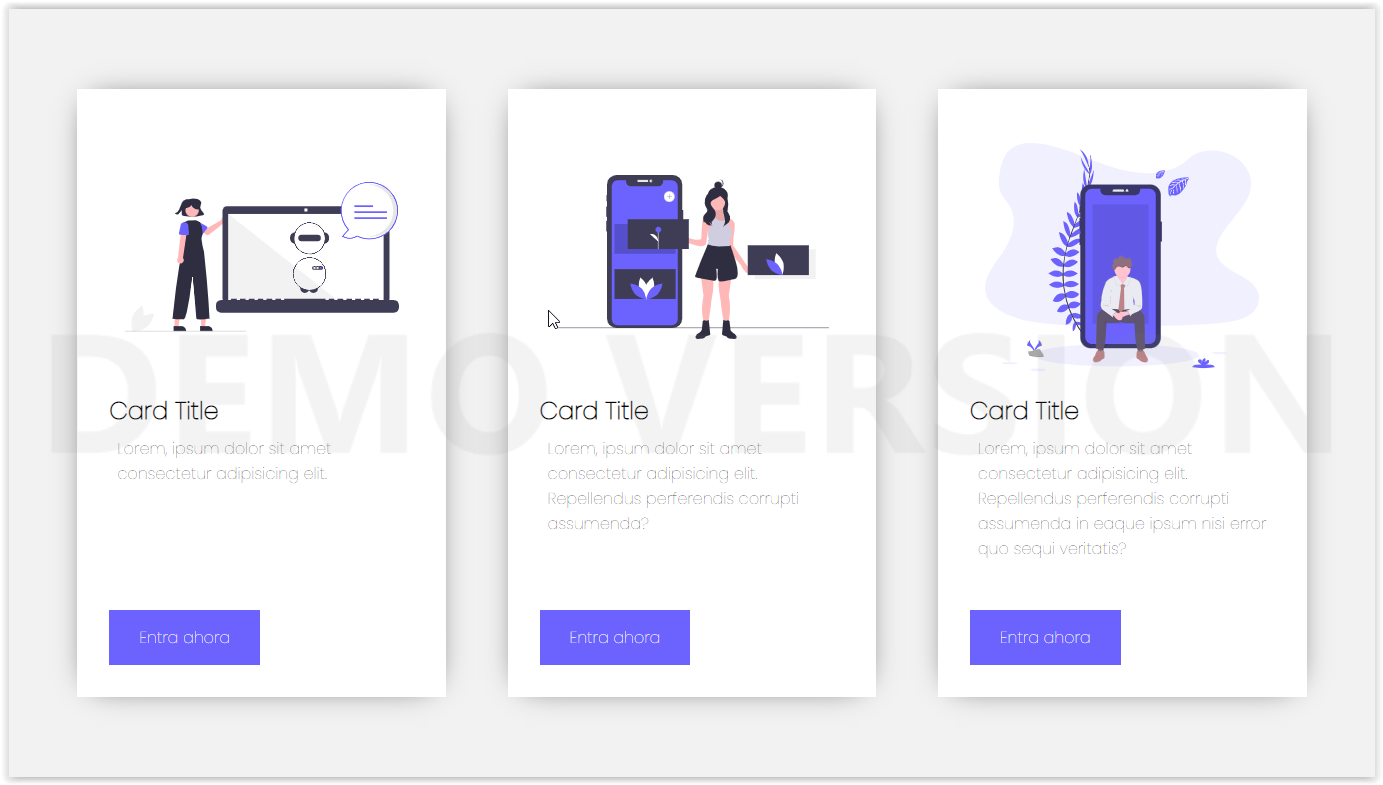 DEMO VERSION
Card Title
Lorem, ipsum dolor sit amet
consectetur adipisicing elit.
Entra ahora
Card Title
Lorem, ipsum dolor sit amet
consectetur adipisicing elit.
Repellendus perferendis corrupti
assumenda?
Entra ahora
Card Title
Lorem, ipsum dolor sit amet
consectetur adipisicing elit.
Repellendus perferendis corrupti
assumenda in eaque ipsum nisi error
quo sequi veritatis?
Entra ahora